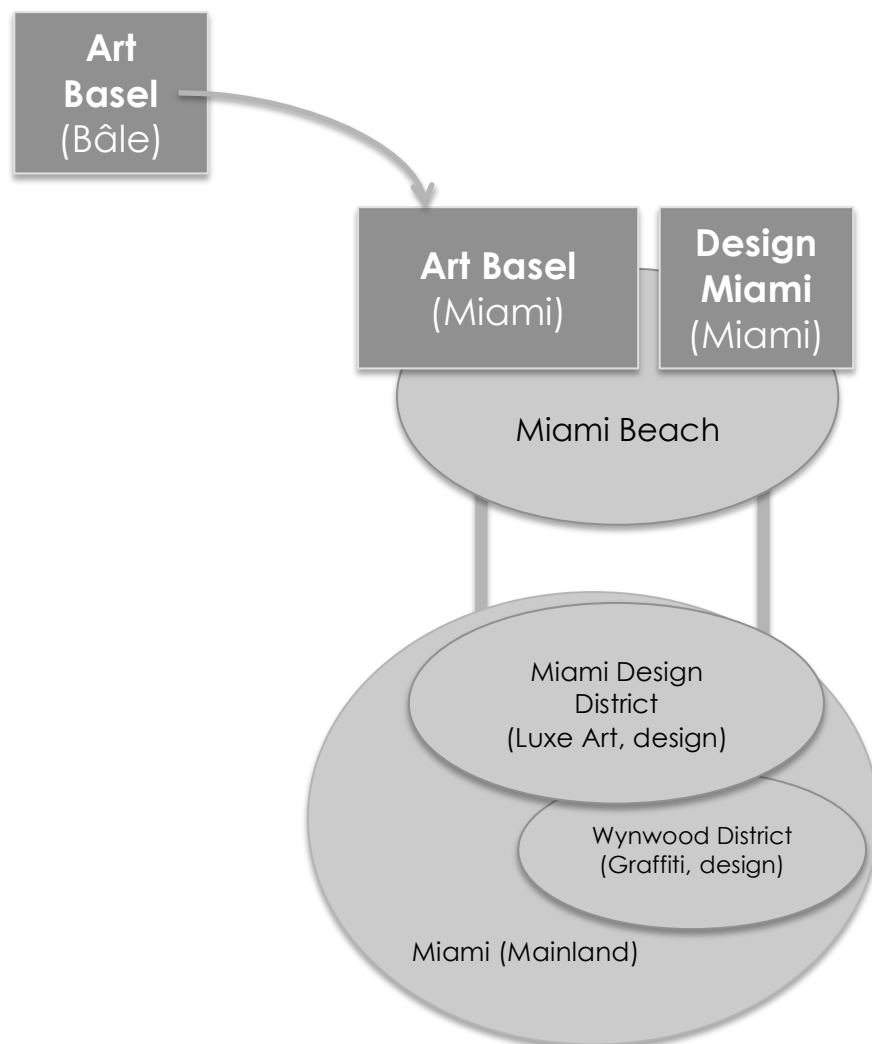 Art
Basel
(Bâle)
Art Basel
(Miami)
Design
Miami
(Miami)
Miami Beach
Miami Design
District
(Luxe Art, design)
Wynwood District
(Graffiti, design)
Miami (Mainland)